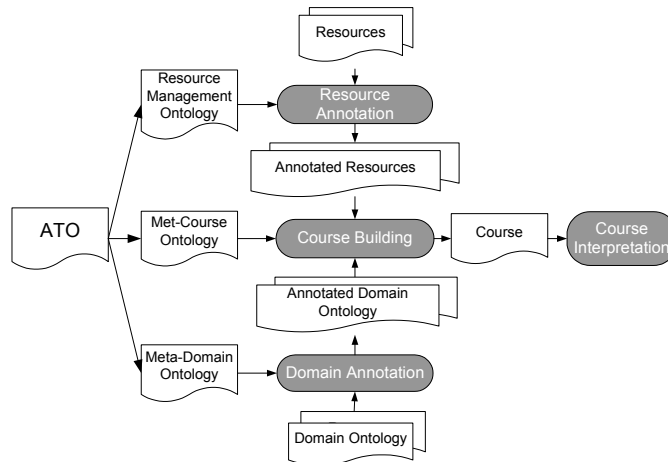 Resources
Resource
Management
Ontology
Resource
Annotation
Annotated Resources
ATO
Met-Course
Ontology
Course Building
Course
Course
Interpretation
Annotated Domain
Ontology
Meta-Domain
Ontology
Domain Annotation
Domain Ontology